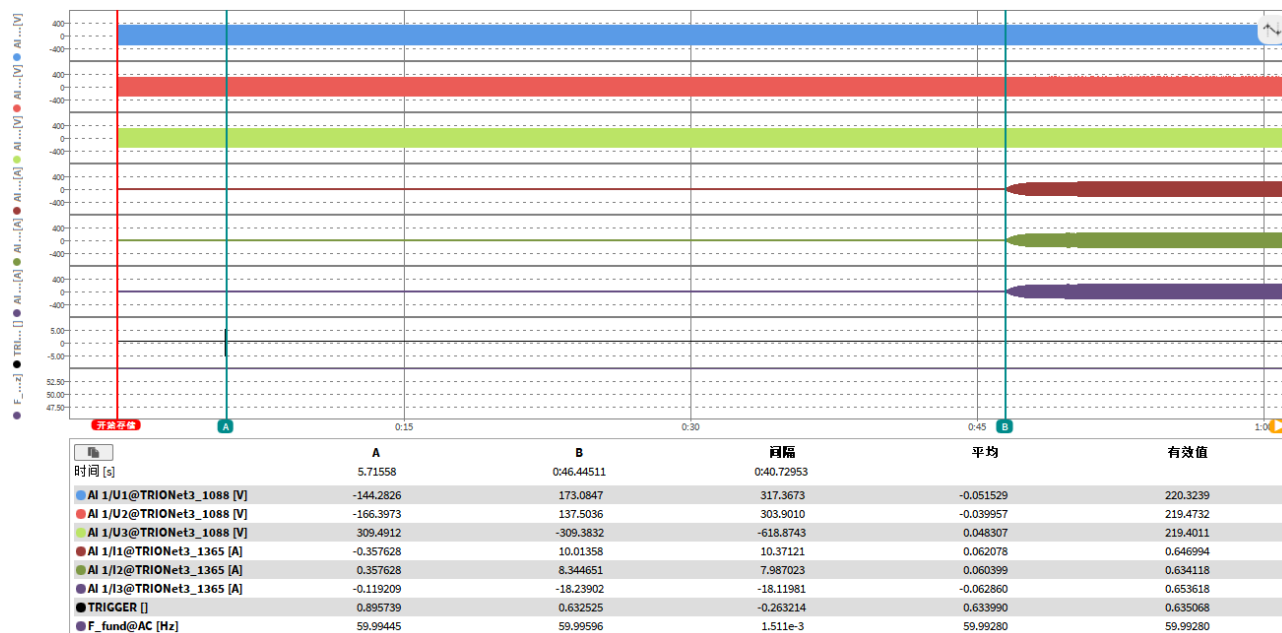 AI ...[V]
400
0
-400
AI ...[V]
400
0
-400
AI ...[V]
400
0
-400
AI ...[A]
400
0
-400
AI ...[A]
400
0
-400
AI ...[A]
400
0
-400
TRI... []
5.00
0
-5.00
F_...z]
52.50
50.00
47.50
开始存储 A 0:15 0:30 0:45 B 1:00
A B 间隔 平均 有效值
时间 [s] 5.71558 0:46.44511 0:40.72953
AI 1/U1@TRIONet3_1088 [V] -144.2826 173.0847 317.3673 -0.051529 220.3239
AI 1/U2@TRIONet3_1088 [V] -166.3973 137.5036 303.9010 -0.039957 219.4732
AI 1/U3@TRIONet3_1088 [V] 309.4912 -309.3832 -618.8743 0.048307 219.4011
AI 1/I1@TRIONet3_1365 [A] -0.357628 10.01358 10.37121 0.062078 0.646994
AI 1/I2@TRIONet3_1365 [A] 0.357628 8.344651 7.987023 0.060399 0.634118
AI 1/I3@TRIONet3_1365 [A] -0.119209 -18.23902 -18.11981 -0.062860 0.653618
TRIGGER [] 0.895739 0.632525 -0.263214 0.633990 0.635068
F_fund@AC [Hz] 59.99445 59.99596 1.511e-3 59.99280 59.99280